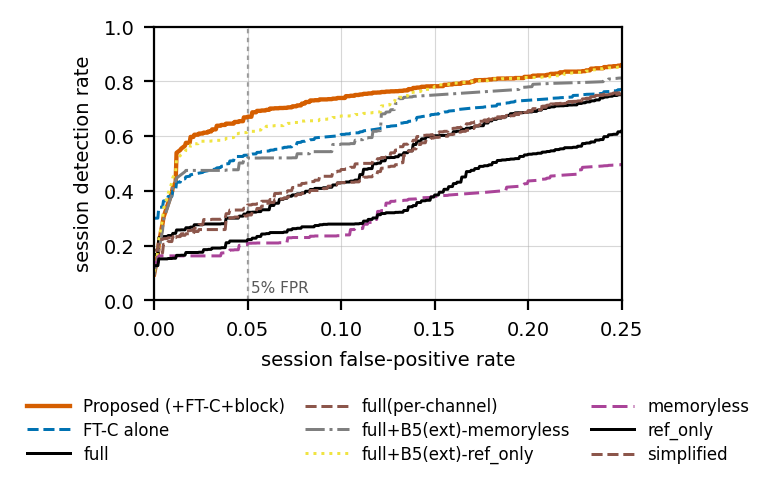 1.0
0.8
0.6
0.4
0.2
0.0
session detection rate
5% FPR
0.00 0.05 0.10 0.15 0.20 0.25
session false-positive rate
Proposed (+FT-C+block) full(per-channel) memoryless
FT-C alone full+B5(ext)-memoryless ref_only
full full+B5(ext)-ref_only simplified